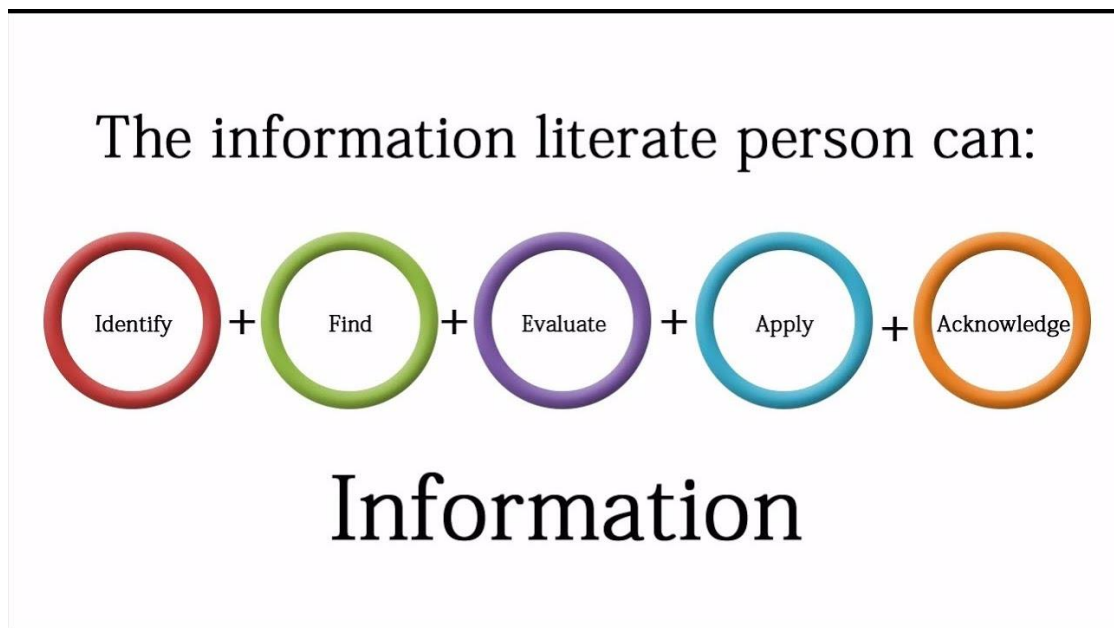 The information literate person can:
Identify + Find + Evaluate + Apply + Acknowledge
Information